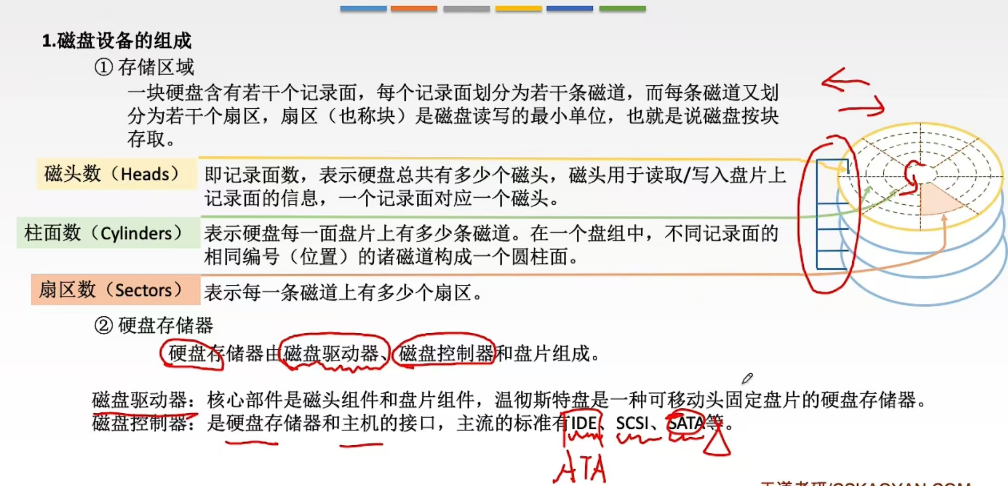 1.磁盘设备的组成
① 存储区域
一块硬盘含有若干个记录面，每个记录面划分为若干条磁道，而每条磁道又划
分为若干个扇区，扇区（也称块）是磁盘读写的最小单位，也就是说磁盘按块
存取。
磁头数（Heads） 即记录面数，表示硬盘总共有多少个磁头，磁头用于读取/写入盘片上
记录面的信息，一个记录面对应一个磁头。
柱面数（Cylinders） 表示硬盘每一面盘片上有多少条磁道。在一个盘组中，不同记录面的
相同编号（位置）的诸磁道构成一个圆柱面。
扇区数（Sectors） 表示每一条磁道上有多少个扇区。
② 硬盘存储器
硬盘存储器由磁盘驱动器、磁盘控制器和盘片组成。
磁盘驱动器：核心部件是磁头组件和盘片组件，温彻斯特盘是一种可移动头固定盘片的硬盘存储器。
磁盘控制器：是硬盘存储器和主机的接口，主流的标准有IDE、SCSI、SATA等。
ATA